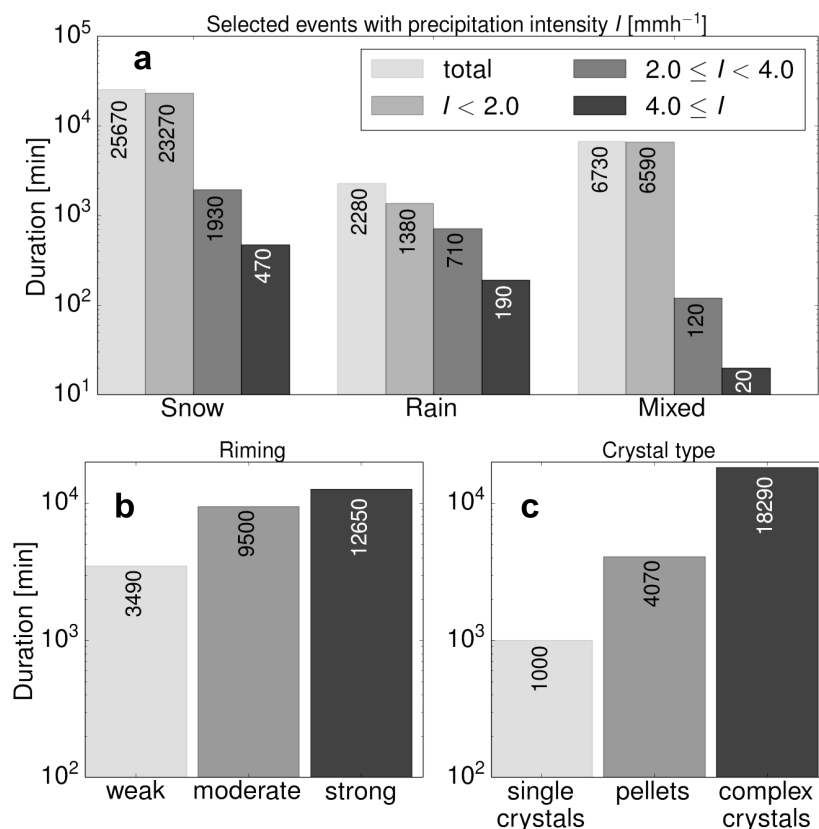 Selected events with precipitation intensity I [mmh⁻¹]
a
total
I < 2.0
2.0 ≤ I < 4.0
4.0 ≤ I
Duration [min]
10⁵
10⁴
10³
10²
10¹
25670
23270
1930
470
2280
1380
710
190
6730
6590
120
20
Snow
Rain
Mixed
Riming
b
Duration [min]
10⁴
10³
10²
3490
9500
12650
weak
moderate
strong
Crystal type
c
10⁴
10³
10²
1000
4070
18290
single
crystals
pellets
complex
crystals